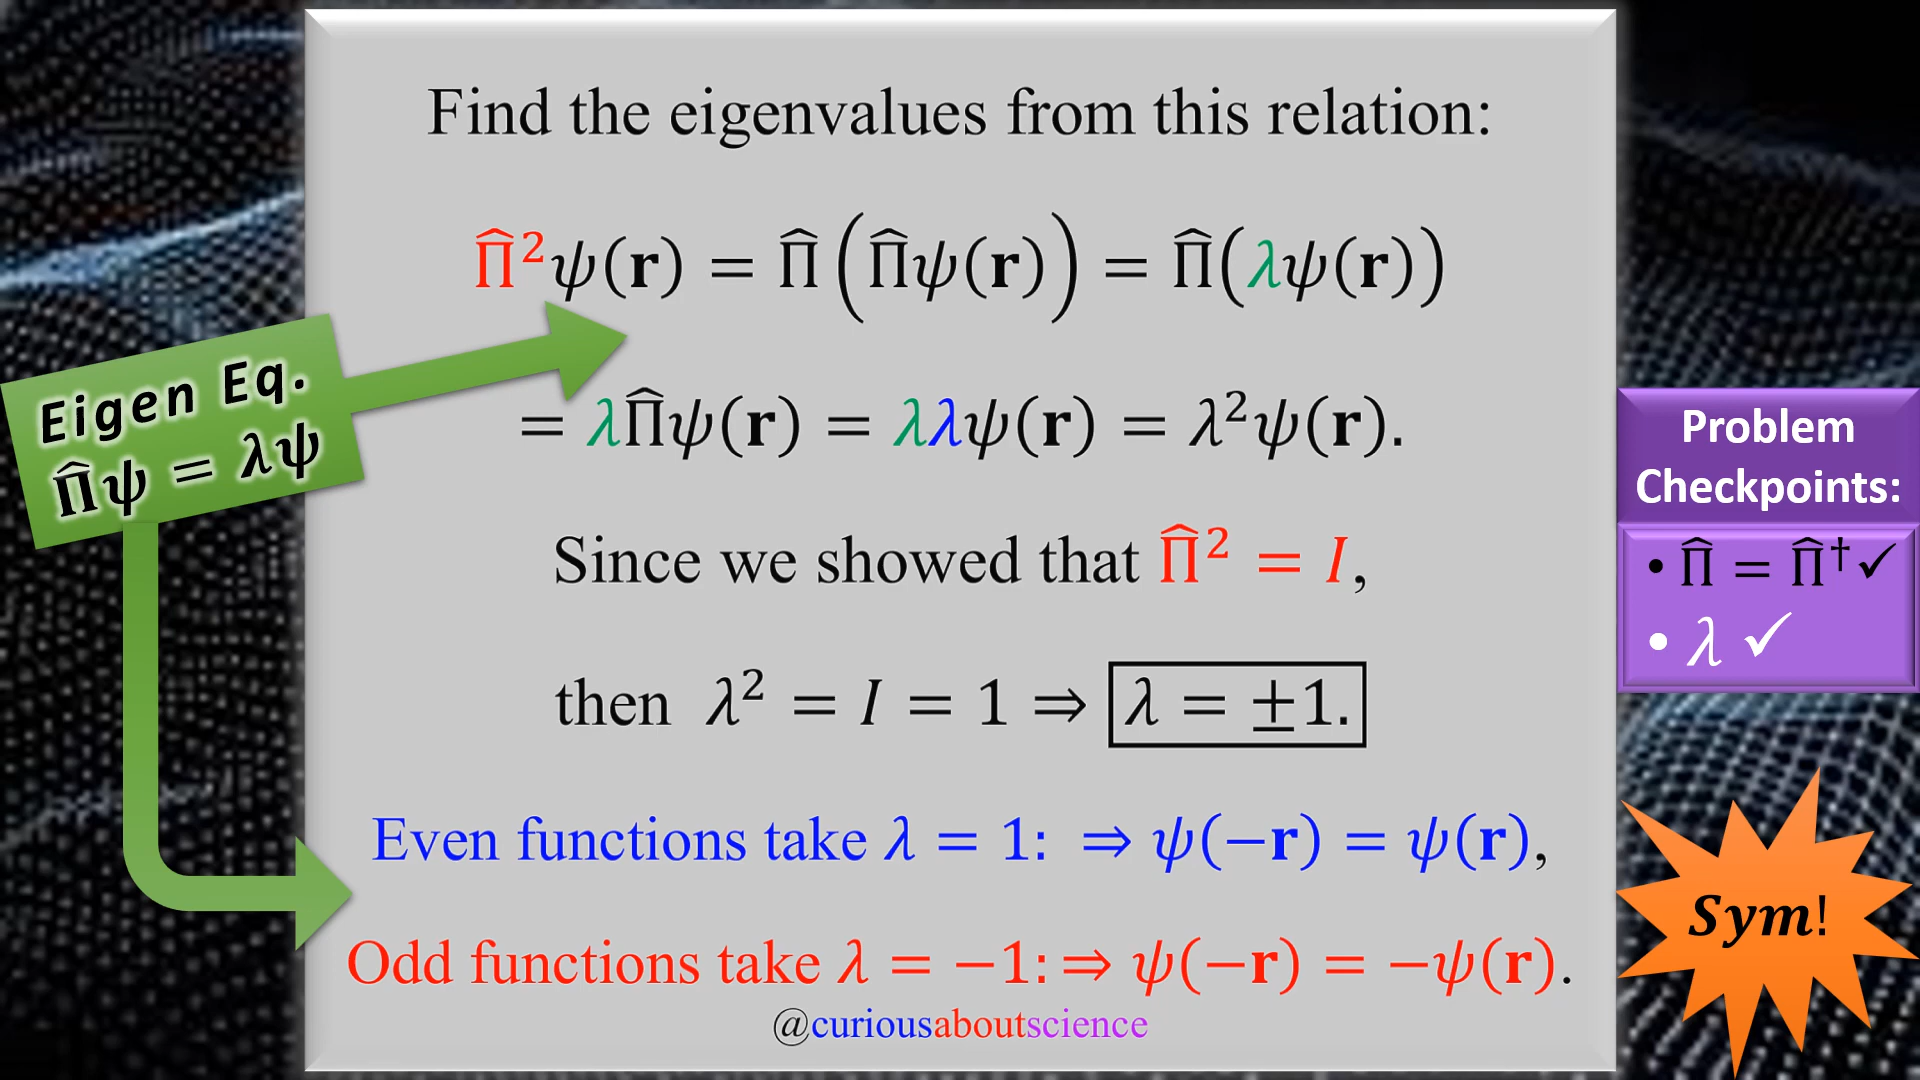 Find the eigenvalues from this relation:
Π̂²ψ(𝐫) = Π̂(Π̂ψ(𝐫)) = Π̂(λψ(𝐫))
= λΠ̂ψ(𝐫) = λλψ(𝐫) = λ²ψ(𝐫).
Eigen Eq.
Π̂ψ = λψ
Since we showed that Π̂² = I,
then λ² = I = 1 ⇒ λ = ±1.
Even functions take λ = 1: ⇒ ψ(−𝐫) = ψ(𝐫),
Odd functions take λ = −1: ⇒ ψ(−𝐫) = −ψ(𝐫).
@curiousaboutscience
Problem
Checkpoints:
• Π̂ = Π̂†✓
• λ ✓
Sym!